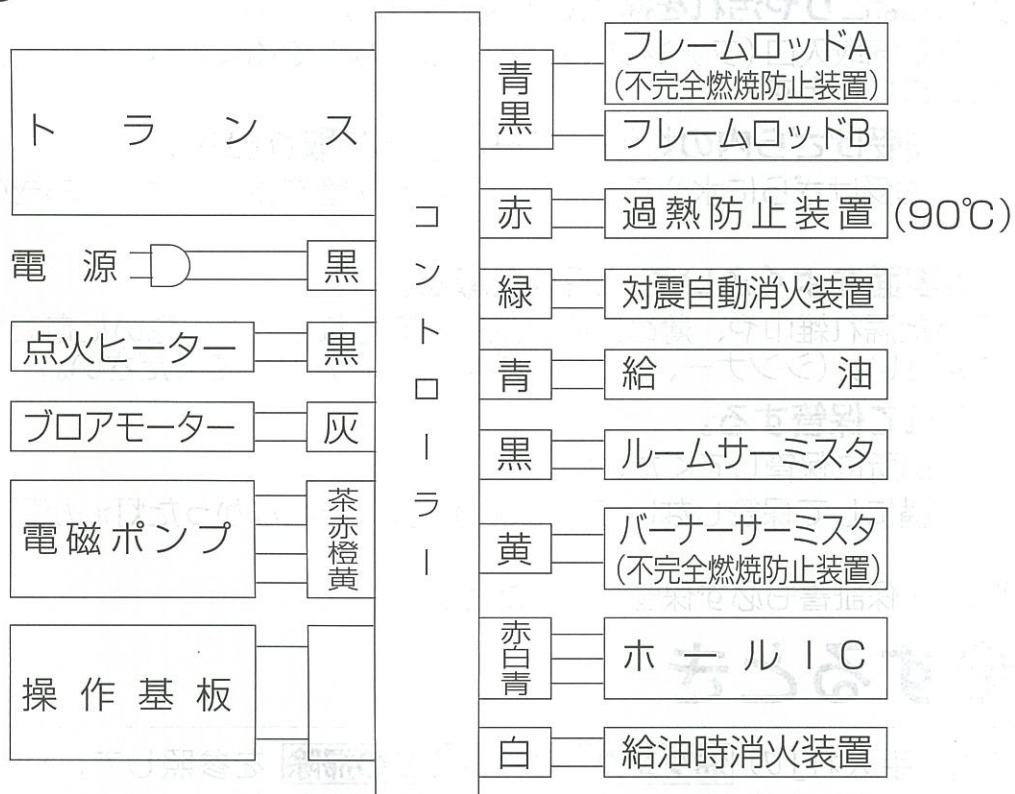 トランス
電源
黒
点火ヒーター
黒
ブロアモーター
灰
電磁ポンプ
茶赤橙黄
操作基板
コントローラー
青黒
フレームロッドA
(不完全燃焼防止装置)
フレームロッドB
赤
過熱防止装置(90℃)
緑
対震自動消火装置
青
給油
黒
ルームサーミスタ
黄
バーナーサーミスタ
(不完全燃焼防止装置)
赤白青
ホールIC
白
給油時消火装置